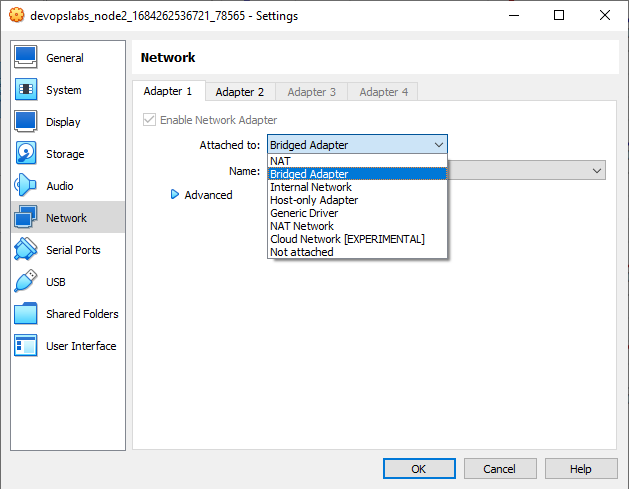 devopslabs_node2_1684262536721_78565 - Settings
General
System
Display
Storage
Audio
Network
Serial Ports
USB
Shared Folders
User Interface
Network
Adapter 1 Adapter 2 Adapter 3 Adapter 4
Enable Network Adapter
Attached to: Bridged Adapter
Name:
Advanced
NAT
Bridged Adapter
Internal Network
Host-only Adapter
Generic Driver
NAT Network
Cloud Network [EXPERIMENTAL]
Not attached
OK Cancel Help